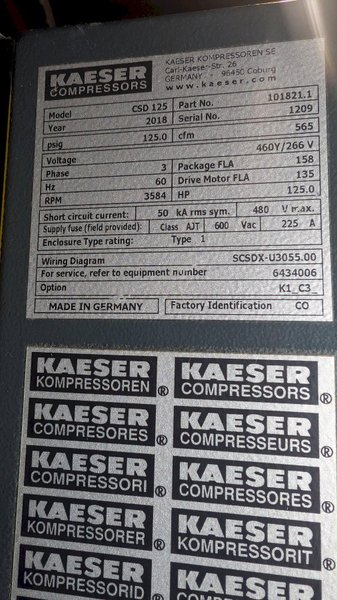 KAESER
COMPRESSORS
KAESER KOMPRESSOREN SE
Carl-Kaeser-Str. 26
GERMANY - 96450 Coburg
www.kaeser.com
Model CSD 125 Part No. 101821.1
Year 2018 Serial No. 1209
psig 125.0 cfm 565
Voltage 460Y/266 V
Phase 3 Package FLA 158
Hz 60 Drive Motor FLA 135
RPM 3584 HP 125.0
Short circuit current: 50 kA rms sym. 480 V max.
Supply fuse (field provided): Class AJT 600 Vac 225 A
Enclosure Type rating: Type 1
Wiring Diagram SCSDX-U3055.00
For service, refer to equipment number 6434006
Option K1_C3
MADE IN GERMANY Factory Identification CO
KAESER KAESER
KOMPRESSOREN ® COMPRESSORS ®
KAESER KAESER
COMPRESORES ® COMPRESSEURS ®
KAESER KAESER
COMPRESSORI ® COMPRESSORES ®
KAESER KAESER
KOMPRESSORER ® KOMPRESSORIT ®
KAESER KAESER
KOMPRESSORID ® COMPRESSORS ®